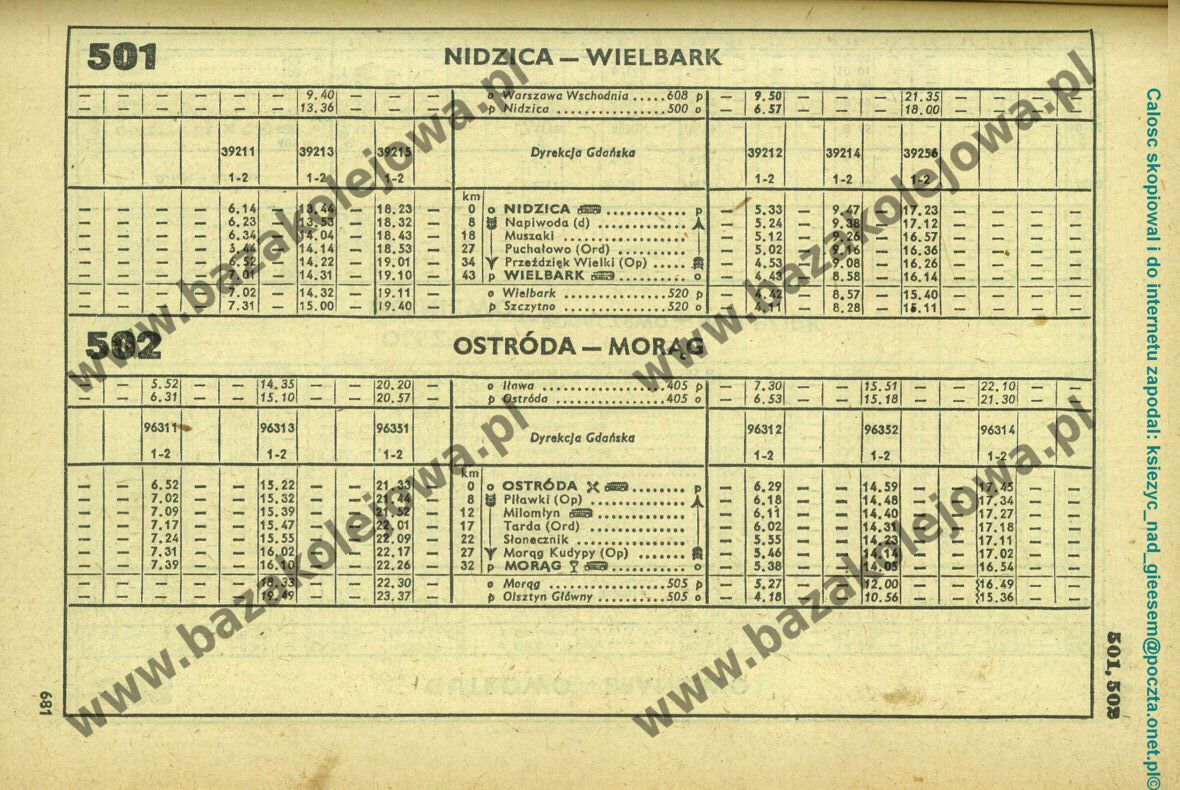 501 NIDZICA — WIELBARK
— — — — — — 9.40 — — — o Warszawa Wschodnia ..... 608 p — 9.50 — — — 21.35 — — — —
— — — — — — 13.36 — — — p Nidzica ............... 500 o — 6.57 — — — 18.00 — — — —
39211 39213 39215 Dyrekcja Gdańska 39212 39214 39256
1-2 1-2 1-2 1-2 1-2
km
— — — — 6.14 — 13.44 — 18.23 — 0 o NIDZICA ............... p — 5.33 — 9.47 — 17.23 — — — —
— — — — 6.23 — 13.53 — 18.32 — 8 Napiwoda (d) ............... — 5.24 — 9.38 — 17.12 — — — —
— — — — 6.34 — 14.04 — 18.43 — 18 Muszaki ............... — 5.12 — 9.26 — 16.57 — — — —
— — — — 6.44 — 14.14 — 18.53 — 27 Puchałowo (Ord) ............ — 5.02 — 9.16 — 16.36 — — — —
— — — — 6.52 — 14.22 — 19.01 — 34 Przeździęk Wielki (Op) ..... — 4.53 — 9.08 — 16.26 — — — —
— — — — 7.01 — 14.31 — 19.10 — 43 p WIELBARK ............... o — 4.43 — 8.58 — 16.14 — — — —
— — — — 7.02 — 14.32 — 19.11 — o Wielbark ............... 520 p — 4.42 — 8.57 — 15.40 — — — —
— — — — 7.31 — 15.00 — 19.40 — p Szczytno ............... 520 o — 4.11 — 8.28 — 15.11 — — — —
502 OSTRÓDA — MORĄG
— — 5.52 — — 14.35 — — 20.20 — o Iława ............... 405 p — 7.30 — — 15.51 — — 22.10 — —
— — 6.31 — — 15.10 — — 20.57 — p Ostróda ............... 405 o — 6.53 — — 15.18 — — 21.30 — —
96311 96313 96351 Dyrekcja Gdańska 96312 96352 96314
1-2 1-2 1-2 1-2 1-2 1-2
km
— — 6.52 — — 15.22 — — 21.33 — 0 o OSTRÓDA ........ p — 6.29 — — 14.59 — — 17.45 — —
— — 7.02 — — 15.32 — — 21.44 — 8 Piławki (Op) ............... — 6.18 — — 14.48 — — 17.34 — —
— — 7.09 — — 15.39 — — 21.52 — 12 Miłomłyn ............... — 6.11 — — 14.40 — — 17.27 — —
— — 7.17 — — 15.47 — — 22.01 — 17 Tarda (Ord) ............... — 6.02 — — 14.31 — — 17.18 — —
— — 7.24 — — 15.55 — — 22.09 — 22 Słonecznik ............... — 5.55 — — 14.23 — — 17.11 — —
— — 7.31 — — 16.02 — — 22.17 — 27 Morąg Kudypy (Op) ....... — 5.46 — — 14.14 — — 17.02 — —
— — 7.39 — — 16.10 — — 22.26 — 32 p MORĄG ........... o — 5.38 — — 14.05 — — 16.54 — —
— — — — — 18.33 — — 22.30 — o Morąg ............... 505 p — 5.27 — — 12.00 — — 16.49 — —
— — — — — 19.49 — — 23.37 — p Olsztyn Główny .......... 505 o — 4.18 — — 10.56 — — 15.36 — —
681
501, 502
www.bazakolejowa.pl
www.bazakolejowa.pl
www.bazakolejowa.pl
www.bazakolejowa.pl
Calosc skopiowal i do internetu zapodal: ksiezyc_nad_gieesem@poczta.onet.pl©